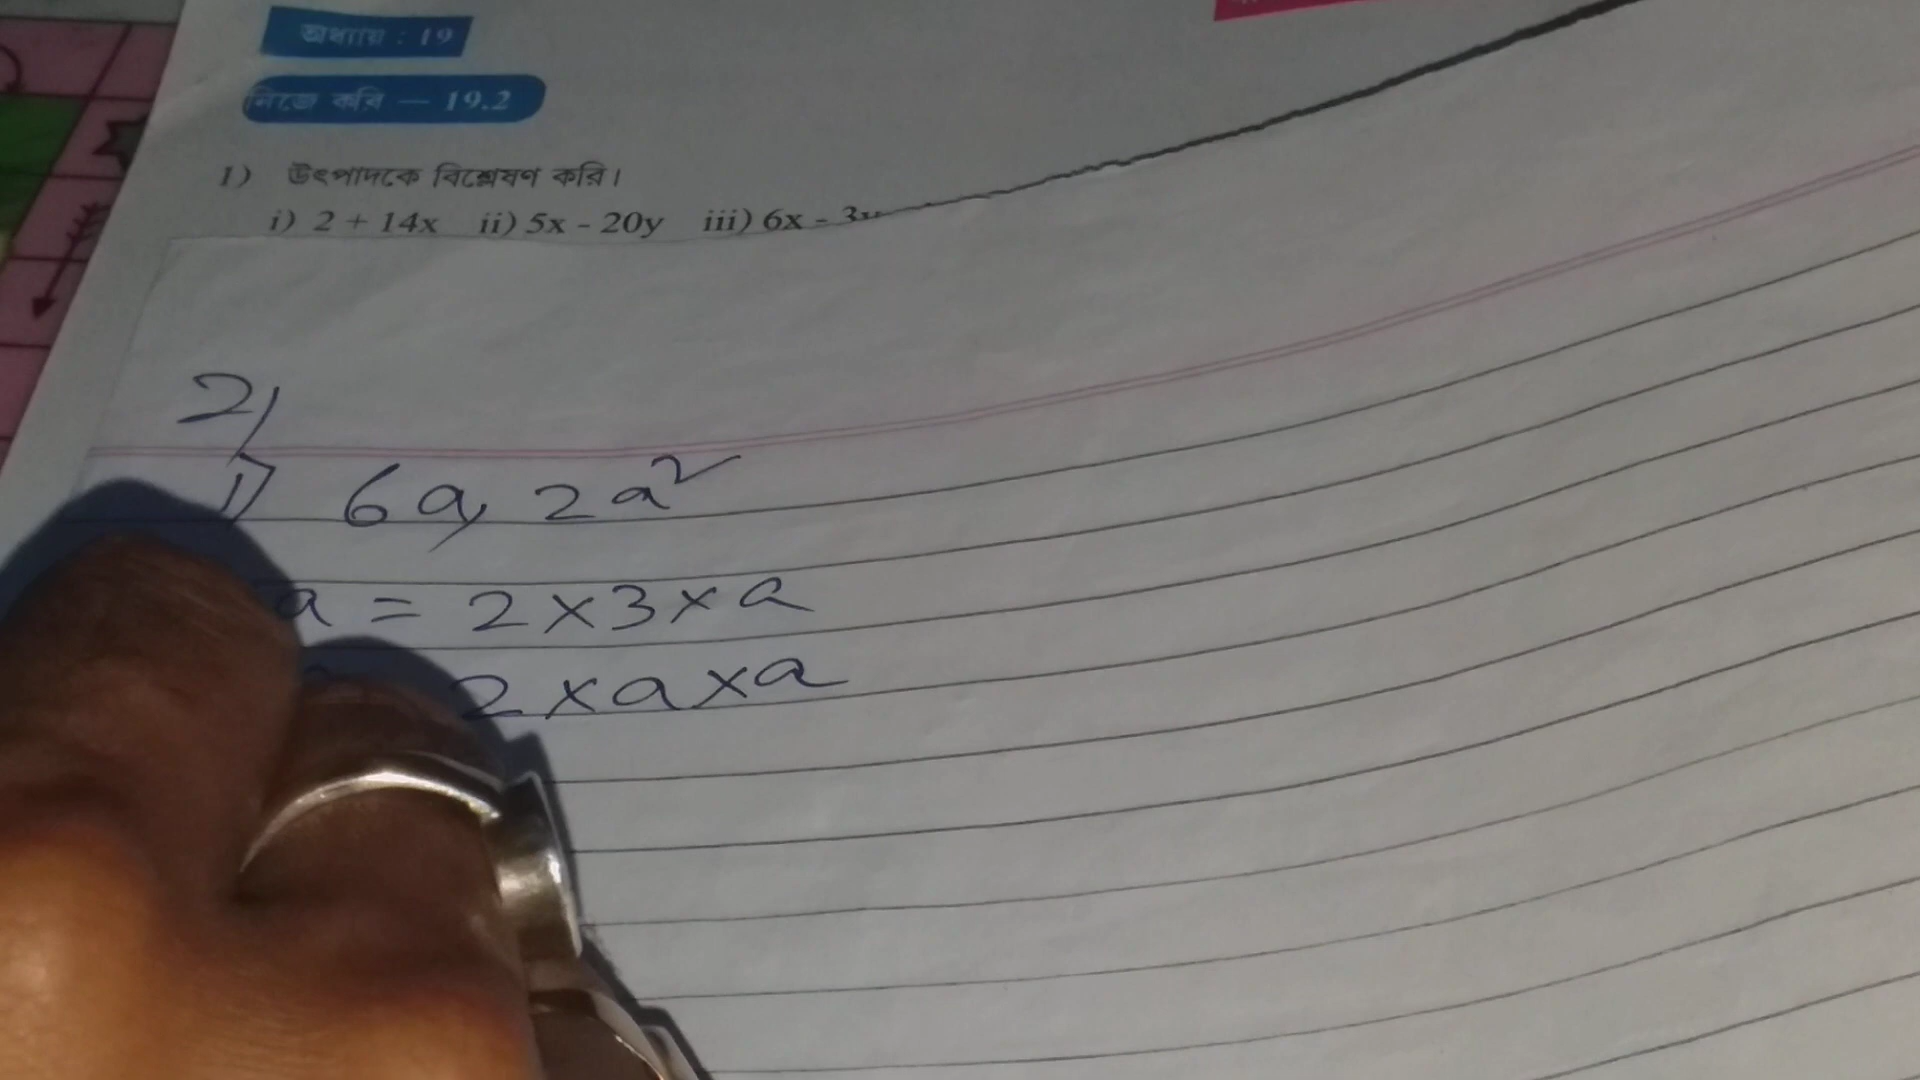 অধ্যায় : 19
নিজে করি — 19.2
1) উৎপাদকে বিশ্লেষণ করি।
i) 2 + 14x ii) 5x - 20y iii) 6x - 3y
2)
i) 6a, 2a²
a = 2×3×a
2×a×a